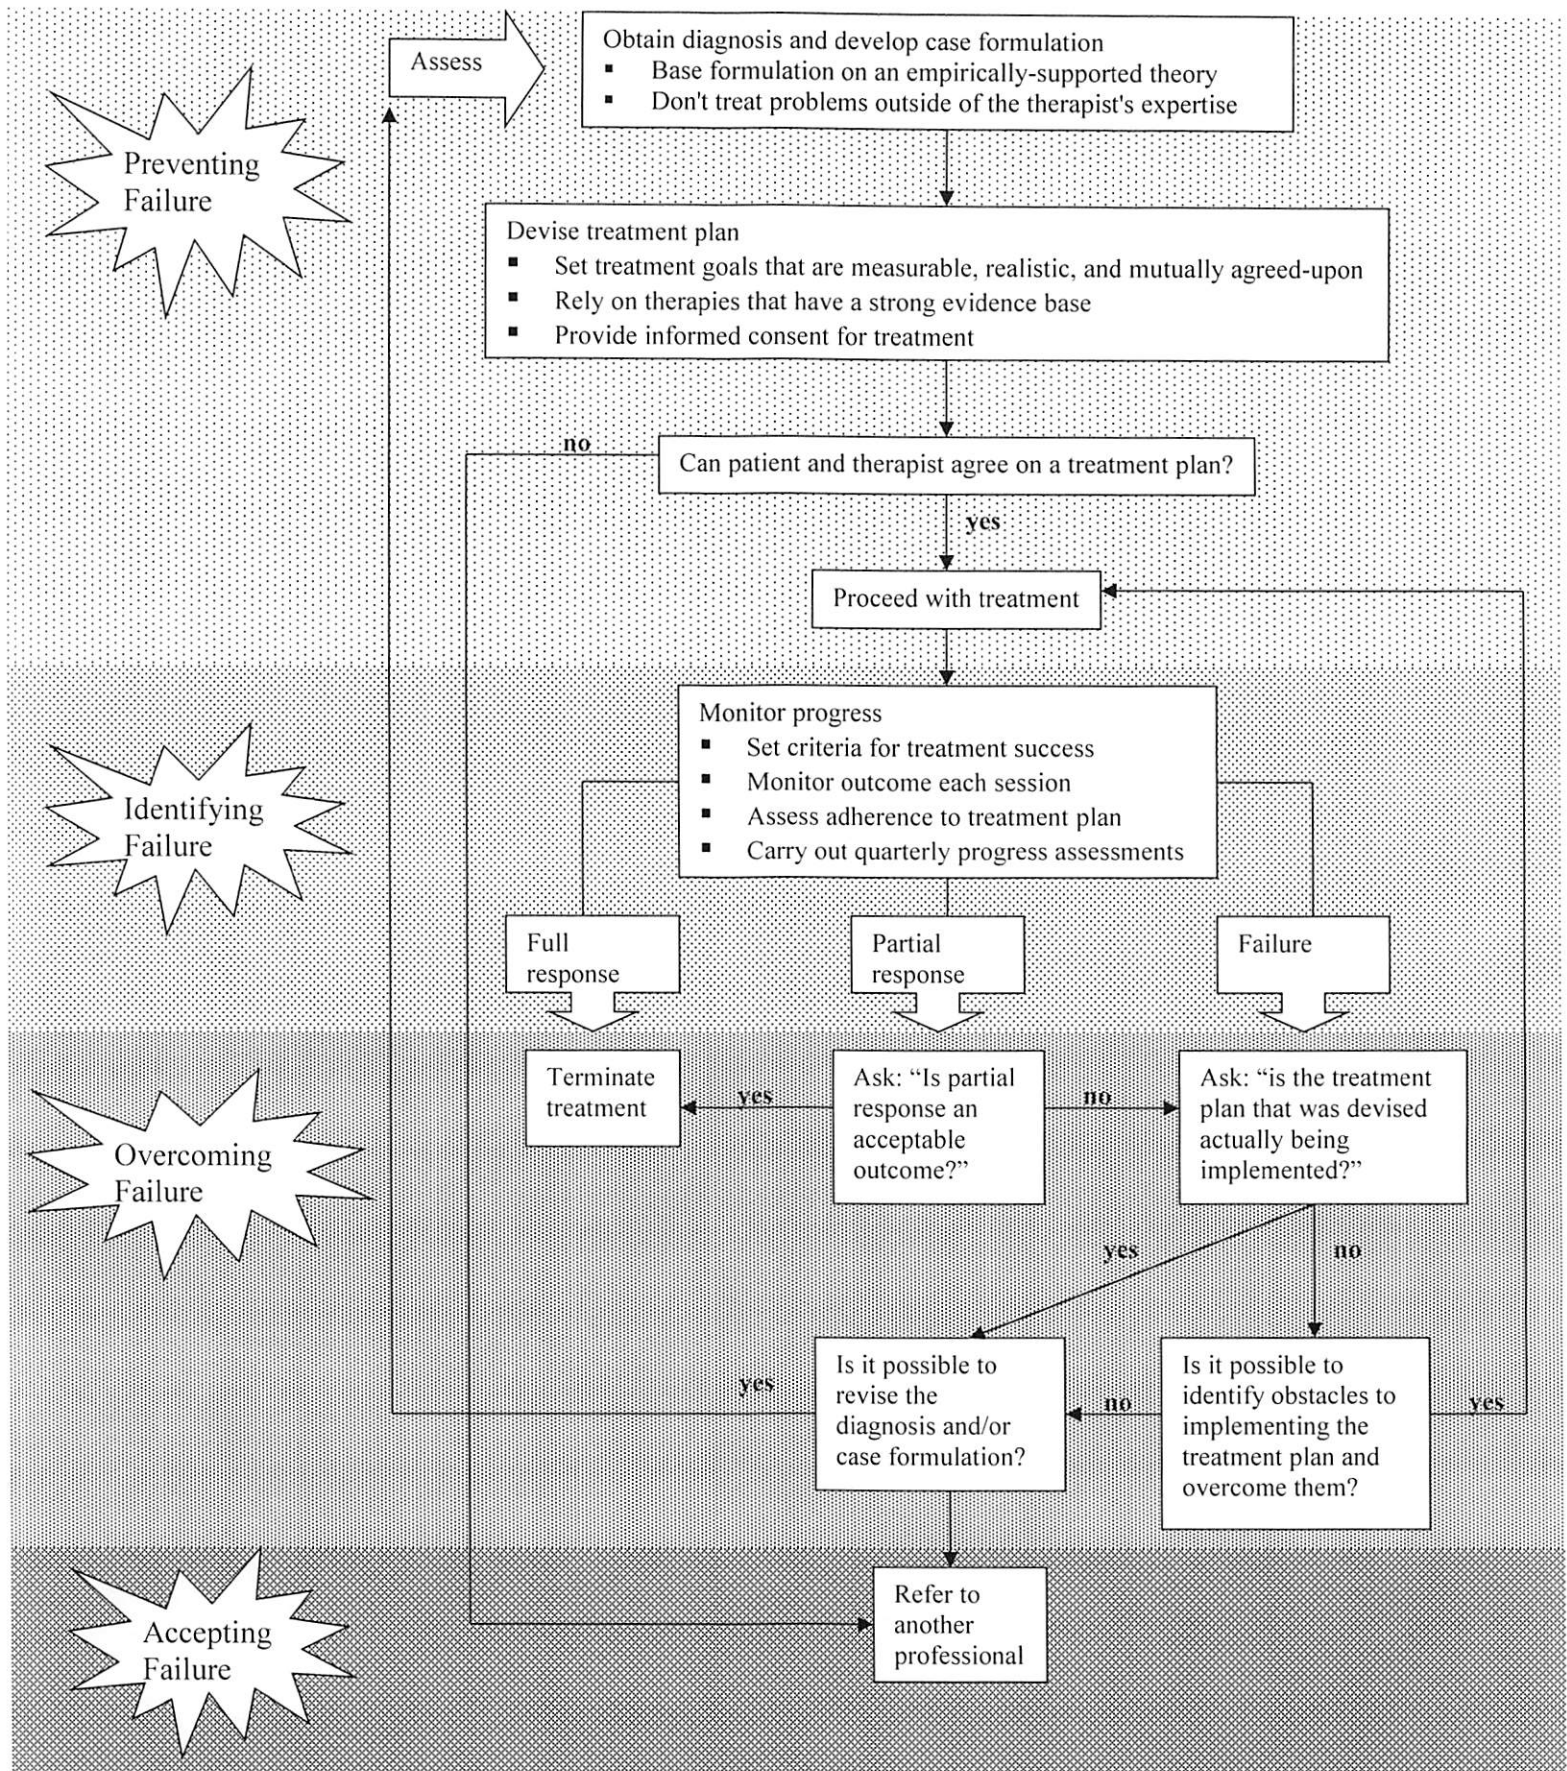 Assess
Obtain diagnosis and develop case formulation
▪ Base formulation on an empirically-supported theory
▪ Don't treat problems outside of the therapist's expertise
Preventing
Failure
Devise treatment plan
▪ Set treatment goals that are measurable, realistic, and mutually agreed-upon
▪ Rely on therapies that have a strong evidence base
▪ Provide informed consent for treatment
no
Can patient and therapist agree on a treatment plan?
yes
Proceed with treatment
Identifying
Failure
Monitor progress
▪ Set criteria for treatment success
▪ Monitor outcome each session
▪ Assess adherence to treatment plan
▪ Carry out quarterly progress assessments
Full
response
Partial
response
Failure
Overcoming
Failure
Terminate
treatment
yes
Ask: “Is partial
response an
acceptable
outcome?”
no
Ask: “is the treatment
plan that was devised
actually being
implemented?”
yes
no
yes
Is it possible to
revise the
diagnosis and/or
case formulation?
no
Is it possible to
identify obstacles to
implementing the
treatment plan and
overcome them?
yes
Accepting
Failure
Refer to
another
professional